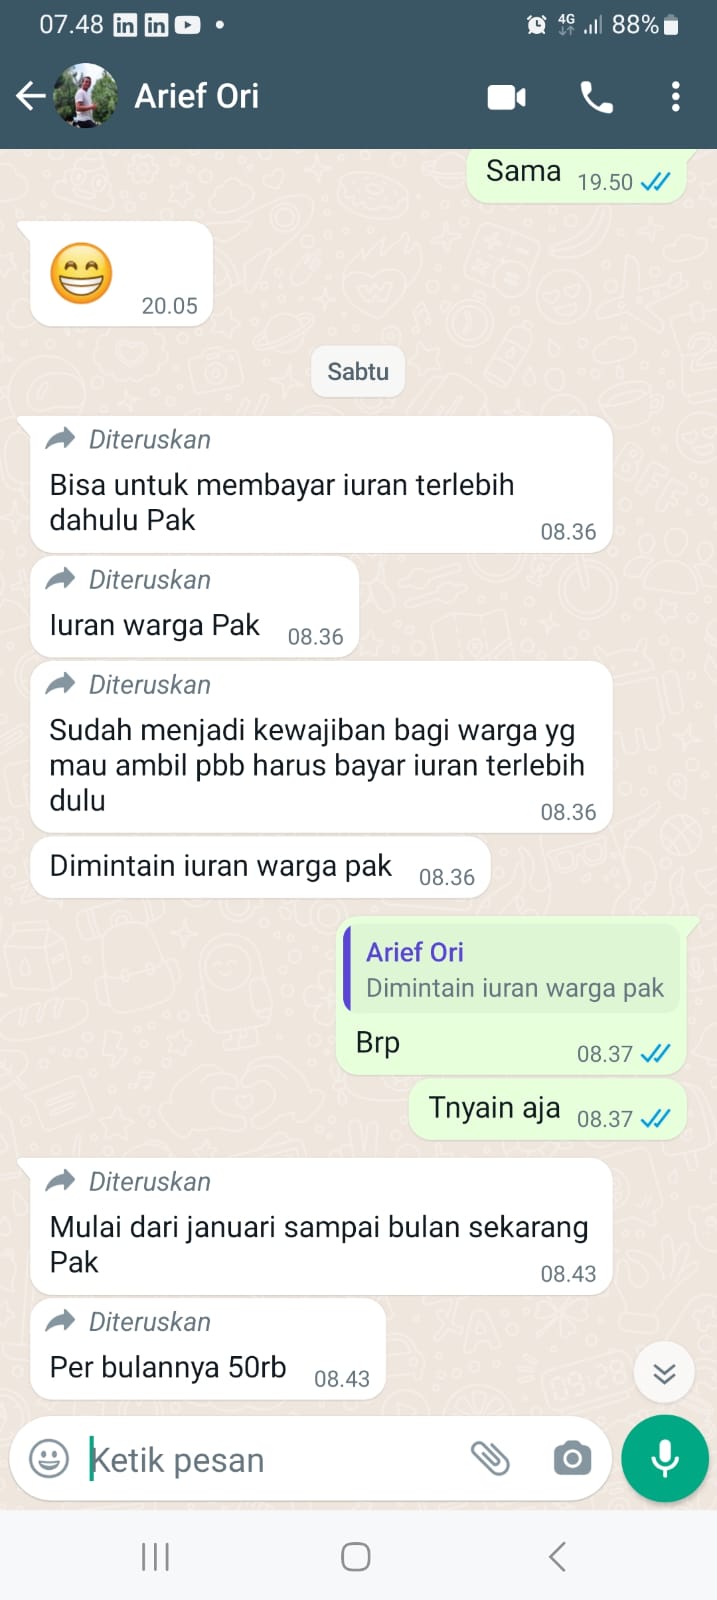 07.48
4G
88%
Arief Ori
Sama 19.50
20.05
Sabtu
Diteruskan
Bisa untuk membayar iuran terlebih
dahulu Pak 08.36
Diteruskan
Iuran warga Pak 08.36
Diteruskan
Sudah menjadi kewajiban bagi warga yg
mau ambil pbb harus bayar iuran terlebih
dulu 08.36
Dimintain iuran warga pak 08.36
Arief Ori
Dimintain iuran warga pak
Brp 08.37
Tnyain aja 08.37
Diteruskan
Mulai dari januari sampai bulan sekarang
Pak 08.43
Diteruskan
Per bulannya 50rb 08.43
Ketik pesan